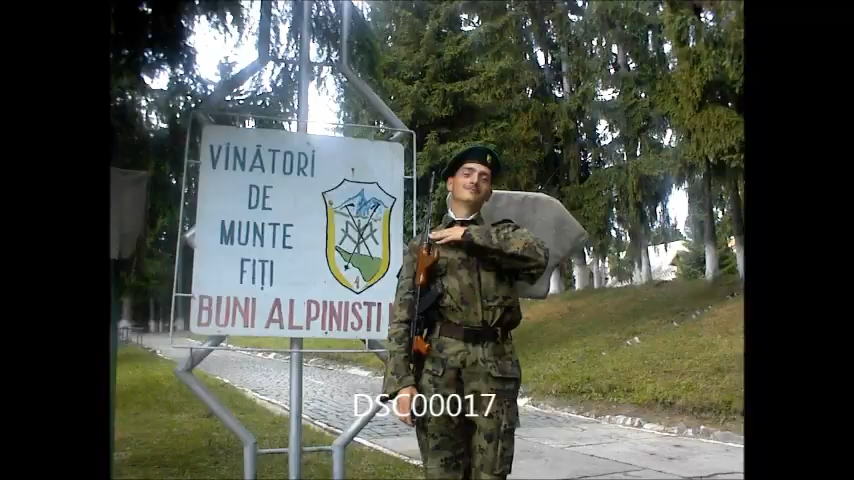 VÎNĂTORI
DE
MUNTE
FIȚI
BUNI ALPINIȘTI !
DSC00017